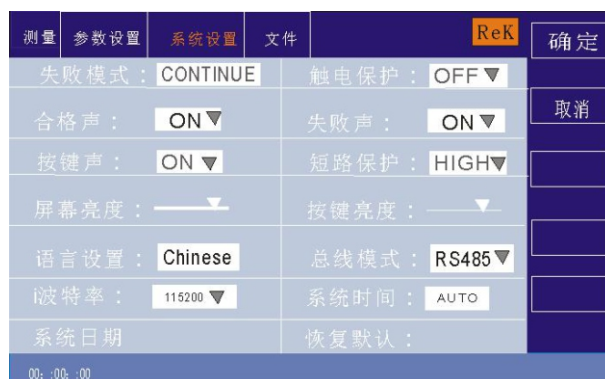 测量 参数设置 系统设置 文件 ReK 确定
失败模式： CONTINUE 触电保护： OFF▼
取消
合格声： ON▼ 失败声： ON▼
按键声： ON▼ 短路保护： HIGH▼
屏幕亮度： 按键亮度：
语言设置： Chinese 总线模式： RS485▼
波特率： 115200▼ 系统时间： AUTO
系统日期 恢复默认：
00: :00: :00